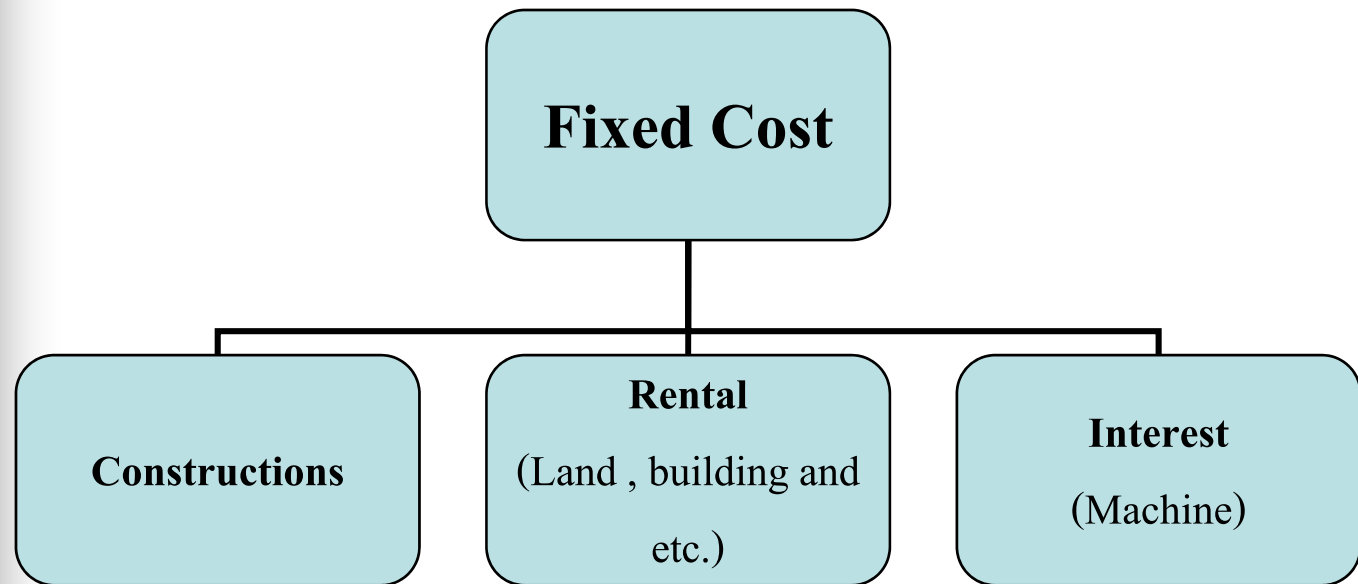 Fixed Cost
Constructions
Rental
(Land , building and
etc.)
Interest
(Machine)